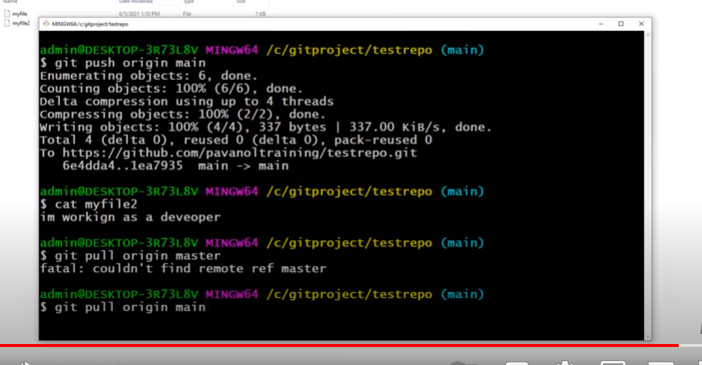 Name Date modified Type Size
myfile 6/5/2021 1:10 PM File 1 KB
myfile2
MINGW64:/c/gitproject/testrepo
admin@DESKTOP-3R73L8V MINGW64 /c/gitproject/testrepo (main)
$ git push origin main
Enumerating objects: 6, done.
Counting objects: 100% (6/6), done.
Delta compression using up to 4 threads
Compressing objects: 100% (2/2), done.
Writing objects: 100% (4/4), 337 bytes | 337.00 KiB/s, done.
Total 4 (delta 0), reused 0 (delta 0), pack-reused 0
To https://github.com/pavanoltraining/testrepo.git
6e4dda4..1ea7935 main -> main
admin@DESKTOP-3R73L8V MINGW64 /c/gitproject/testrepo (main)
$ cat myfile2
im workign as a deveoper
admin@DESKTOP-3R73L8V MINGW64 /c/gitproject/testrepo (main)
$ git pull origin master
fatal: couldn't find remote ref master
admin@DESKTOP-3R73L8V MINGW64 /c/gitproject/testrepo (main)
$ git pull origin main